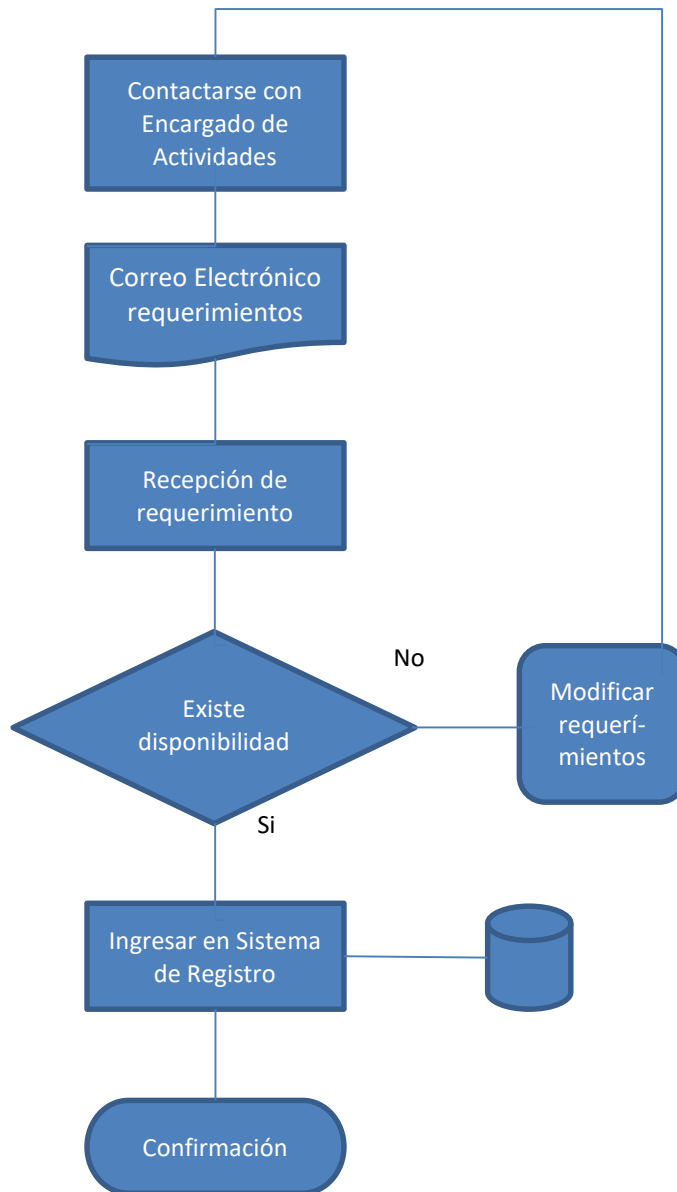 Contactarse con
Encargado de
Actividades
Correo Electrónico
requerimientos
Recepción de
requerimiento
No
Existe
disponibilidad
Modificar
requerí-
mientos
Si
Ingresar en Sistema
de Registro
Confirmación